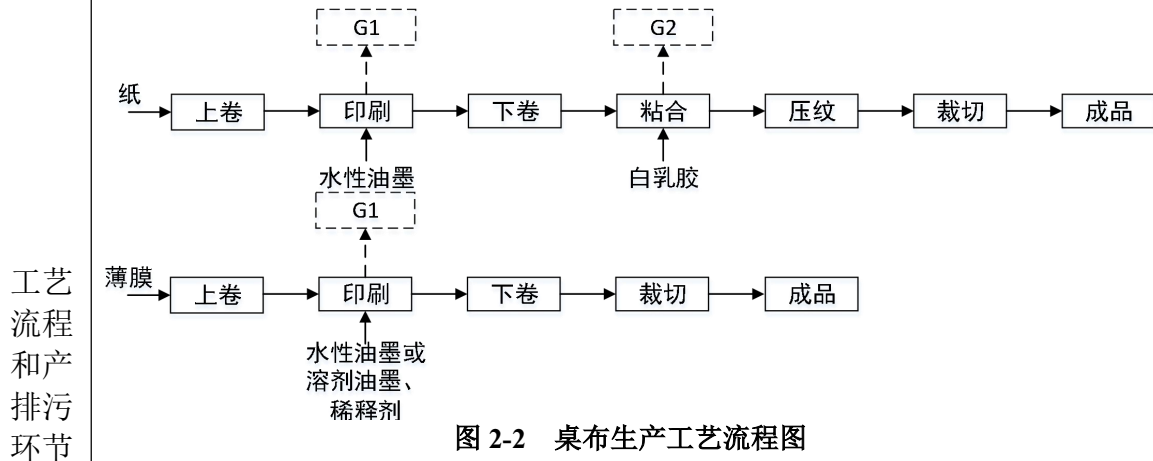 G1
G2
纸
上卷
印刷
下卷
粘合
压纹
裁切
成品
水性油墨
白乳胶
G1
薄膜
上卷
印刷
下卷
裁切
成品
水性油墨或
溶剂油墨、
稀释剂
工艺
流程
和产
排污
环节
图 2-2 桌布生产工艺流程图